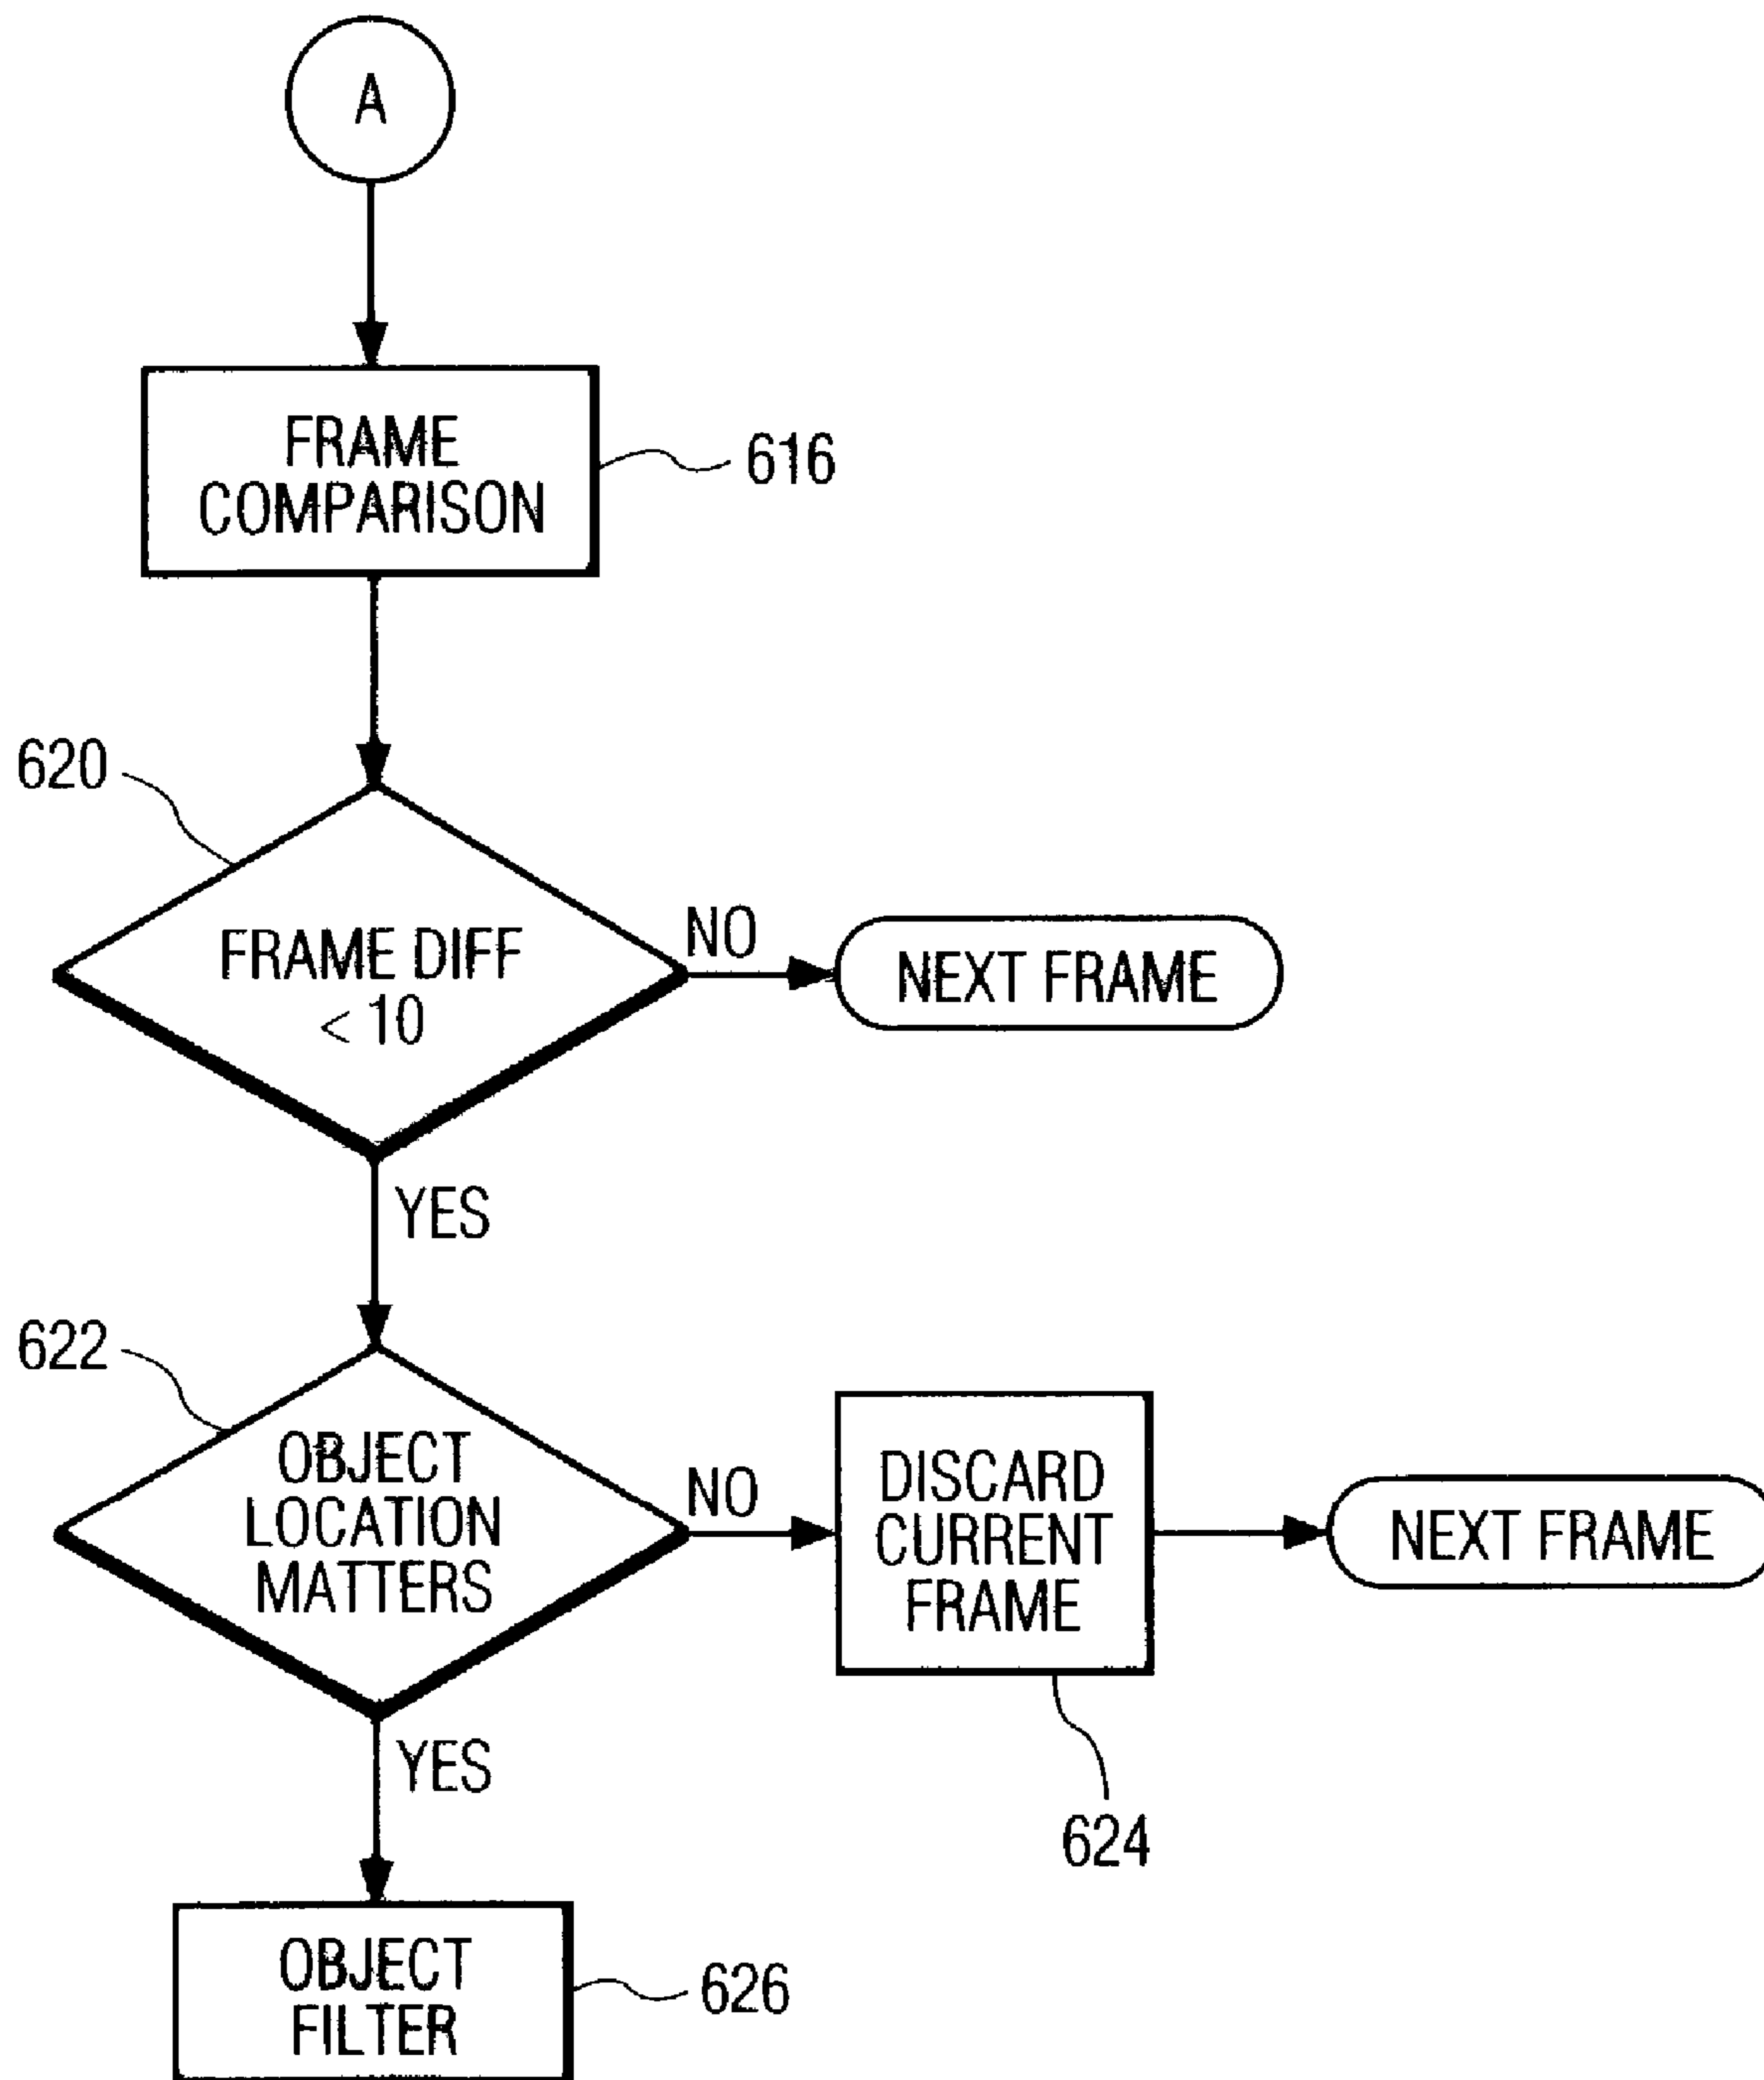 A
FRAME
COMPARISON
616
620
FRAME DIFF
< 10
NO
NEXT FRAME
YES
622
OBJECT
LOCATION
MATTERS
NO
DISCARD
CURRENT
FRAME
NEXT FRAME
624
YES
OBJECT
FILTER
626